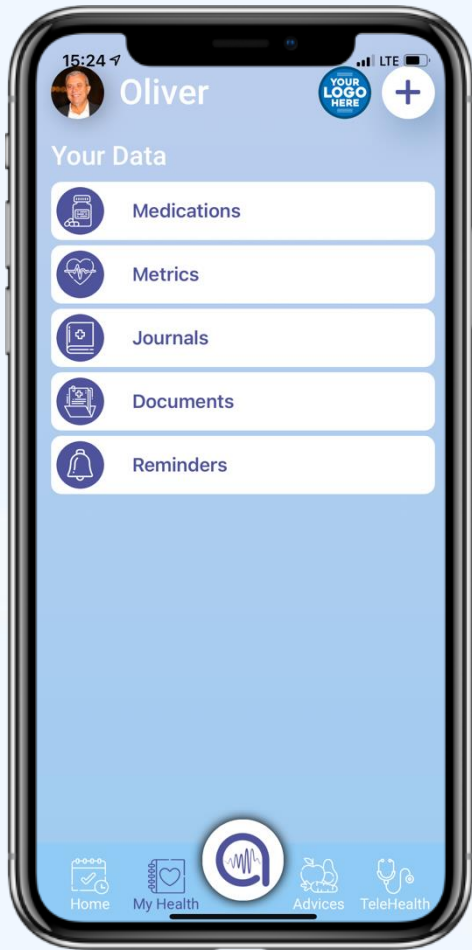 15:24
LTE
Oliver
YOUR
LOGO
HERE
+
Your Data
Medications
Metrics
Journals
Documents
Reminders
Home
My Health
Advices
TeleHealth